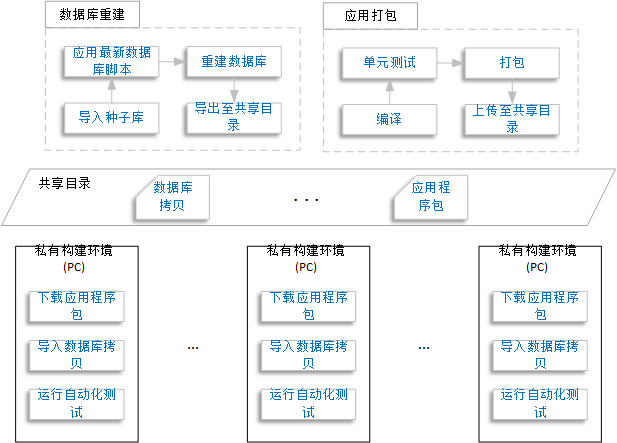 数据库重建
应用打包
应用最新数据
库脚本
重建数据库
导入种子库
导出至共享目
录
单元测试
打包
编译
上传至共享目
录
共享目录
数据库
拷贝
. . .
应用程
序包
私有构建环境
(PC)
下载应用程序
包
导入数据库拷
贝
运行自动化测
试
...
私有构建环境
(PC)
下载应用程序
包
导入数据库拷
贝
运行自动化测
试
...
私有构建环境
(PC)
下载应用程序
包
导入数据库拷
贝
运行自动化测
试